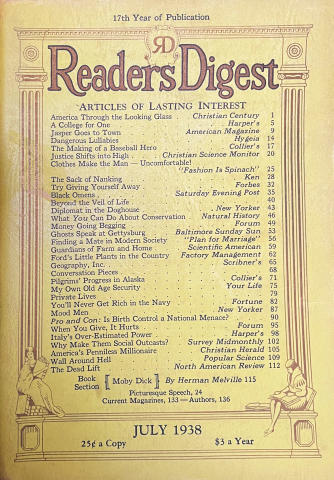 17th Year of Publication
RD
Readers Digest
ARTICLES OF LASTING INTEREST
America Through the Looking Glass . Christian Century 1
A College for One . . . . Harper's 5
Jasper Goes to Town . . American Magazine 9
Dangerous Lullabies . . . . Hygeia 14
The Making of a Baseball Hero . . Collier's 17
Justice Shifts into High . . Christian Science Monitor 20
Clothes Make the Man — Uncomfortable!
"Fashion Is Spinach" 25
The Sack of Nanking . . . . Ken 28
Try Giving Yourself Away . . . Forbes 32
Black Omens . . . Saturday Evening Post 35
Beyond the Veil of Life . . . . 40
Diplomat in the Doghouse . . . New Yorker 43
What You Can Do About Conservation . Natural History 46
Money Going Begging . . . . Forum 49
Ghosts Speak at Gettysburg . Baltimore Sunday Sun 53
Finding a Mate in Modern Society . "Plan for Marriage" 56
Guardians of Farm and Home . Scientific American 59
Ford's Little Plants in the Country . Factory Management 62
Geography, Inc. . . . . Scribner's 65
Conversation Pieces . . . . 68
Pilgrims' Progress in Alaska . . . Collier's 71
My Own Old Age Security . . . Your Life 75
Private Lives . . . . 79
You'll Never Get Rich in the Navy . . Fortune 82
Mood Men . . . . New Yorker 87
Pro and Con: Is Birth Control a National Menace? . 90
When You Give, It Hurts . . . Forum 95
Italy's Over-Estimated Power . . . Harper's 98
Why Make Them Social Outcasts? . Survey Midmonthly 102
America's Penniless Millionaire . . Christian Herald 105
Wall Around Hell . . . Popular Science 109
The Dead Lift . . . North American Review 112
Book Section [ Moby Dick ] By Herman Melville 115
Picturesque Speech, 24
Current Magazines, 133 — Authors, 136
JULY 1938
25¢ a Copy
$3 a Year